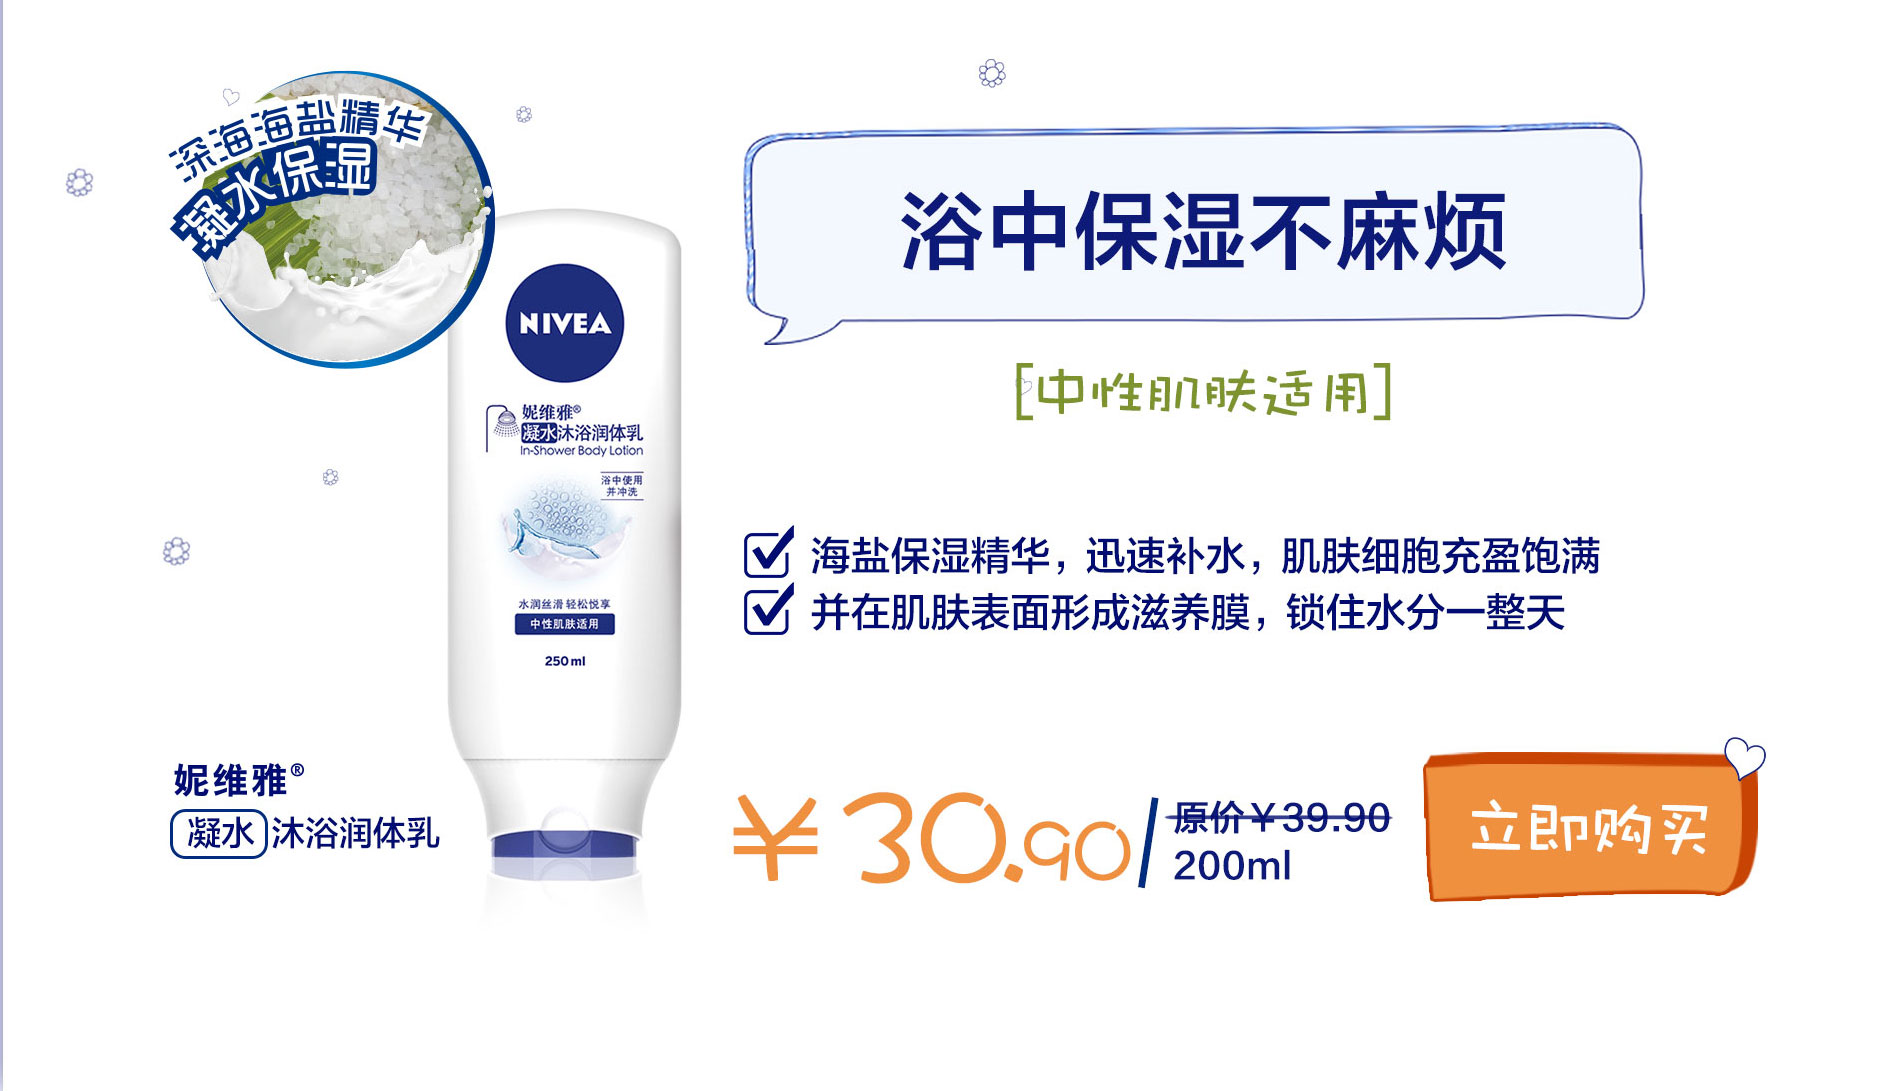 深海海盐精华
凝水保湿
浴中保湿不麻烦
[中性肌肤适用]
NIVEA
妮维雅®
凝水沐浴润体乳
In-Shower Body Lotion
浴中使用
并冲洗
水润丝滑 轻松悦享
中性肌肤适用
250 ml
海盐保湿精华，迅速补水，肌肤细胞充盈饱满
并在肌肤表面形成滋养膜，锁住水分一整天
妮维雅®
凝水 沐浴润体乳
¥30.90/
原价¥39.90
200ml
立即购买